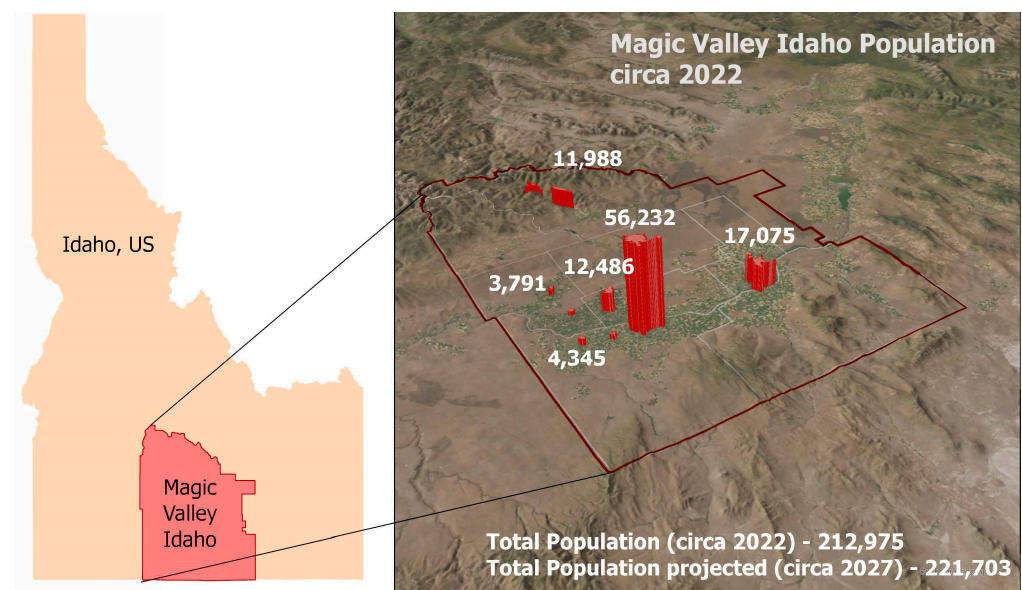 Idaho, US
Magic
Valley
Idaho
Magic Valley Idaho Population
circa 2022
11,988
56,232
17,075
12,486
3,791
4,345
Total Population (circa 2022) - 212,975
Total Population projected (circa 2027) - 221,703